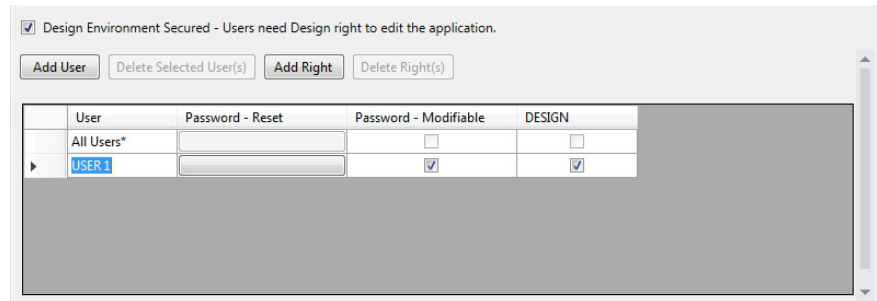 Design Environment Secured - Users need Design right to edit the application.
Add User Delete Selected User(s) Add Right Delete Right(s)
User Password - Reset Password - Modifiable DESIGN
All Users*
USER 1